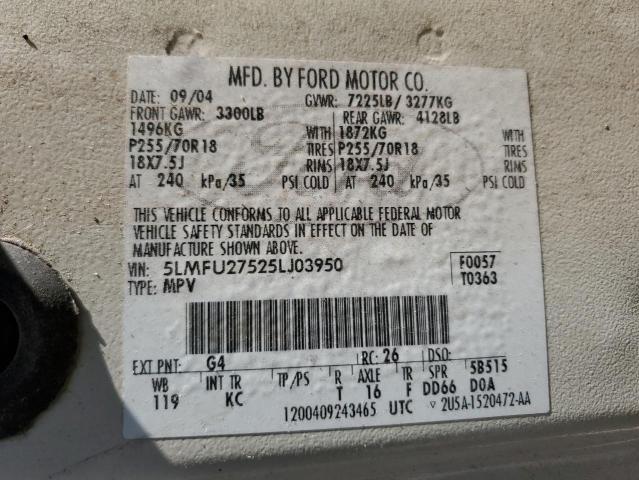 MFD. BY FORD MOTOR CO.
DATE: 09/04 GVWR: 7225LB/ 3277KG
FRONT GAWR: 3300LB REAR GAWR: 4128LB
1496KG WITH 1872KG WITH
P255/70R18 TIRES P255/70R18 TIRES
18X7.5J RIMS 18X7.5J RIMS
AT 240 kPa/35 PSI COLD AT 240 kPa/35 PSI COLD
THIS VEHICLE CONFORMS TO ALL APPLICABLE FEDERAL MOTOR
VEHICLE SAFETY STANDARDS IN EFFECT ON THE DATE OF
MANUFACTURE SHOWN ABOVE.
VIN: 5LMFU27525LJ03950 F0057
TYPE: MPV T0363
EXT PNT: G4 RC: 26 DSO:
WB INT TR TP/PS R AXLE TR SPR 5B515
119 KC T 16 F DD66 D0A
1200409243465 UTC ▽ 2U5A-1520472-AA